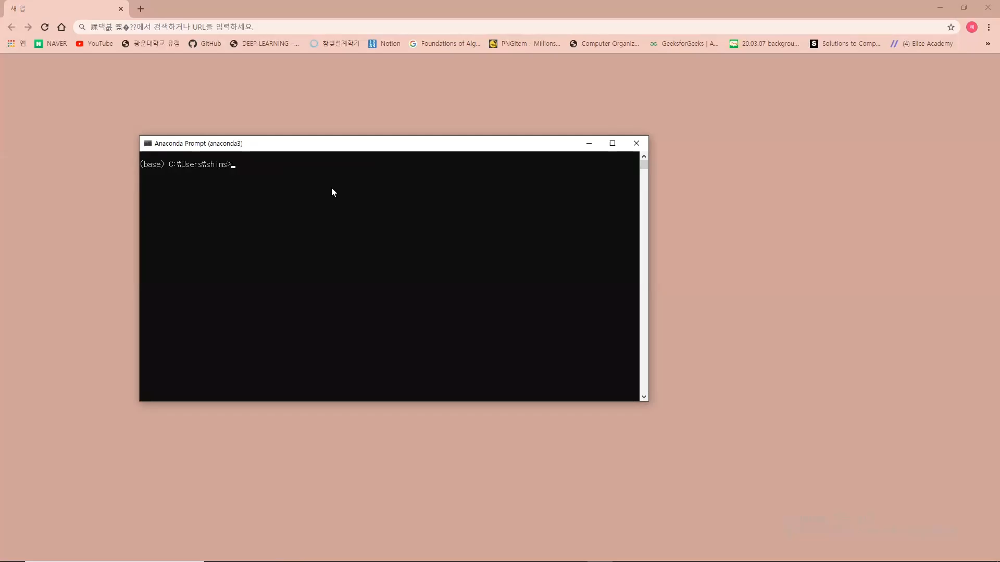 새 탭
에서 검색하거나 URL을 입력하세요.
앱 NAVER YouTube 광운대학교 유캠 GitHub DEEP LEARNING –... 참빛설계학기 Notion Foundations of Alg... PNGitem - Millions... Computer Organiz... GeeksforGeeks | A... 20.03.07 backgrou... Solutions to Comp... (4) Elice Academy »
혜
Anaconda Prompt (anaconda3)
(base) C:₩Users₩shims>